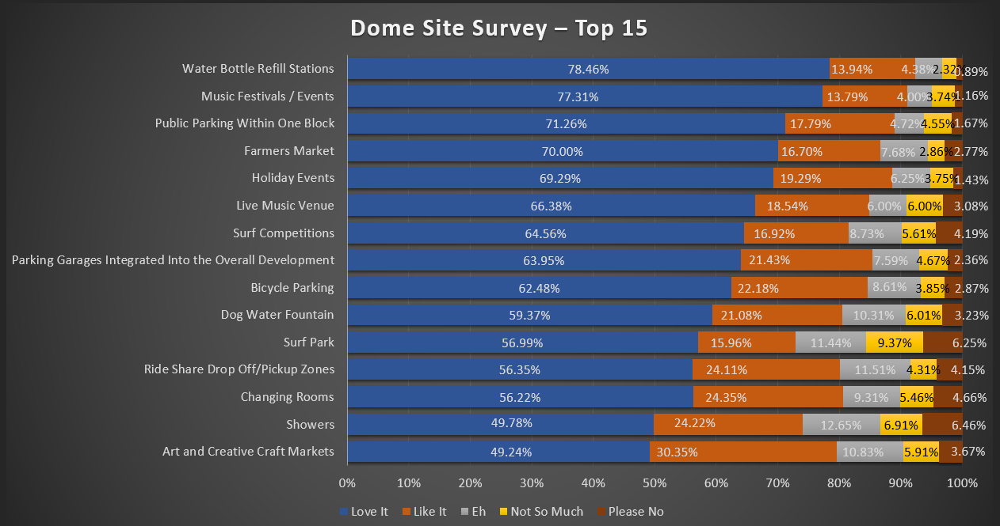 Dome Site Survey – Top 15
Water Bottle Refill Stations 78.46% 13.94% 4.38% 2.32% 0.89%
Music Festivals / Events 77.31% 13.79% 4.00% 3.74% 1.16%
Public Parking Within One Block 71.26% 17.79% 4.72% 4.55% 1.67%
Farmers Market 70.00% 16.70% 7.68% 2.86% 2.77%
Holiday Events 69.29% 19.29% 6.25% 3.75% 1.43%
Live Music Venue 66.38% 18.54% 6.00% 6.00% 3.08%
Surf Competitions 64.56% 16.92% 8.73% 5.61% 4.19%
Parking Garages Integrated Into the Overall Development 63.95% 21.43% 7.59% 4.67% 2.36%
Bicycle Parking 62.48% 22.18% 8.61% 3.85% 2.87%
Dog Water Fountain 59.37% 21.08% 10.31% 6.01% 3.23%
Surf Park 56.99% 15.96% 11.44% 9.37% 6.25%
Ride Share Drop Off/Pickup Zones 56.35% 24.11% 11.51% 4.31% 4.15%
Changing Rooms 56.22% 24.35% 9.31% 5.46% 4.66%
Showers 49.78% 24.22% 12.65% 6.91% 6.46%
Art and Creative Craft Markets 49.24% 30.35% 10.83% 5.91% 3.67%
0% 10% 20% 30% 40% 50% 60% 70% 80% 90% 100%
Love It Like It Eh Not So Much Please No